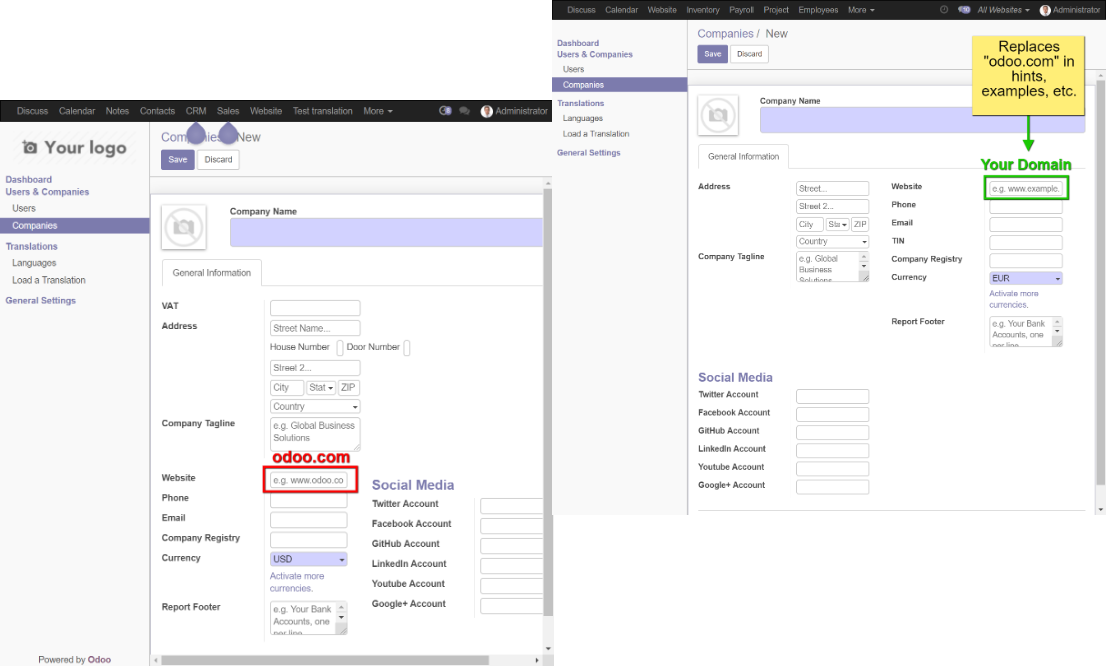 Discuss Calendar Notes Contacts CRM Sales Website Test translation More Administrator
Your logo
Dashboard
Users & Companies
Users
Companies
Translations
Languages
Load a Translation
General Settings
Powered by Odoo
New
Save Discard
Company Name
General Information
VAT
Address
Street Name...
House Number Door Number
Street 2...
City Stat ZIP
Country
Company Tagline
e.g. Global Business
Solutions
odoo.com
Website
e.g. www.odoo.co
Phone
Email
Company Registry
Currency
USD
Activate more
currencies.
Report Footer
e.g. Your Bank
Accounts, one
per line
Social Media
Twitter Account
Facebook Account
GitHub Account
LinkedIn Account
Youtube Account
Google+ Account
Discuss Calendar Website Inventory Payroll Project Employees More All Websites Administrator
Dashboard
Users & Companies
Users
Companies
Translations
Languages
Load a Translation
General Settings
Companies / New
Save Discard
Replaces
"odoo.com" in
hints,
examples, etc.
Company Name
General Information
Your Domain
Address
Street...
Street 2...
City Sta ZIP
Country
Company Tagline
e.g. Global
Business
Solutions
Website
e.g. www.example.
Phone
Email
TIN
Company Registry
Currency
EUR
Activate more
currencies.
Report Footer
e.g. Your Bank
Accounts, one
per line
Social Media
Twitter Account
Facebook Account
GitHub Account
LinkedIn Account
Youtube Account
Google+ Account